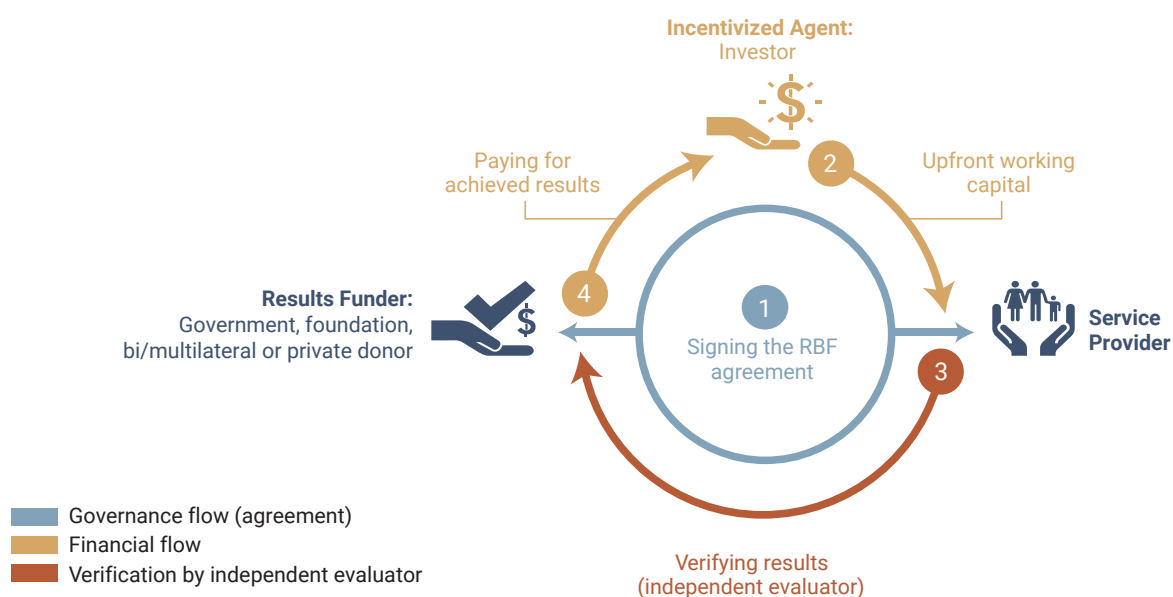 Incentivized Agent:
Investor
$
2
Paying for
achieved results
Upfront working
capital
Results Funder:
Government, foundation,
bi/multilateral or private donor
$
4
1
Signing the RBF
agreement
Service
Provider
3
Governance flow (agreement)
Financial flow
Verification by independent evaluator
Verifying results
(independent evaluator)